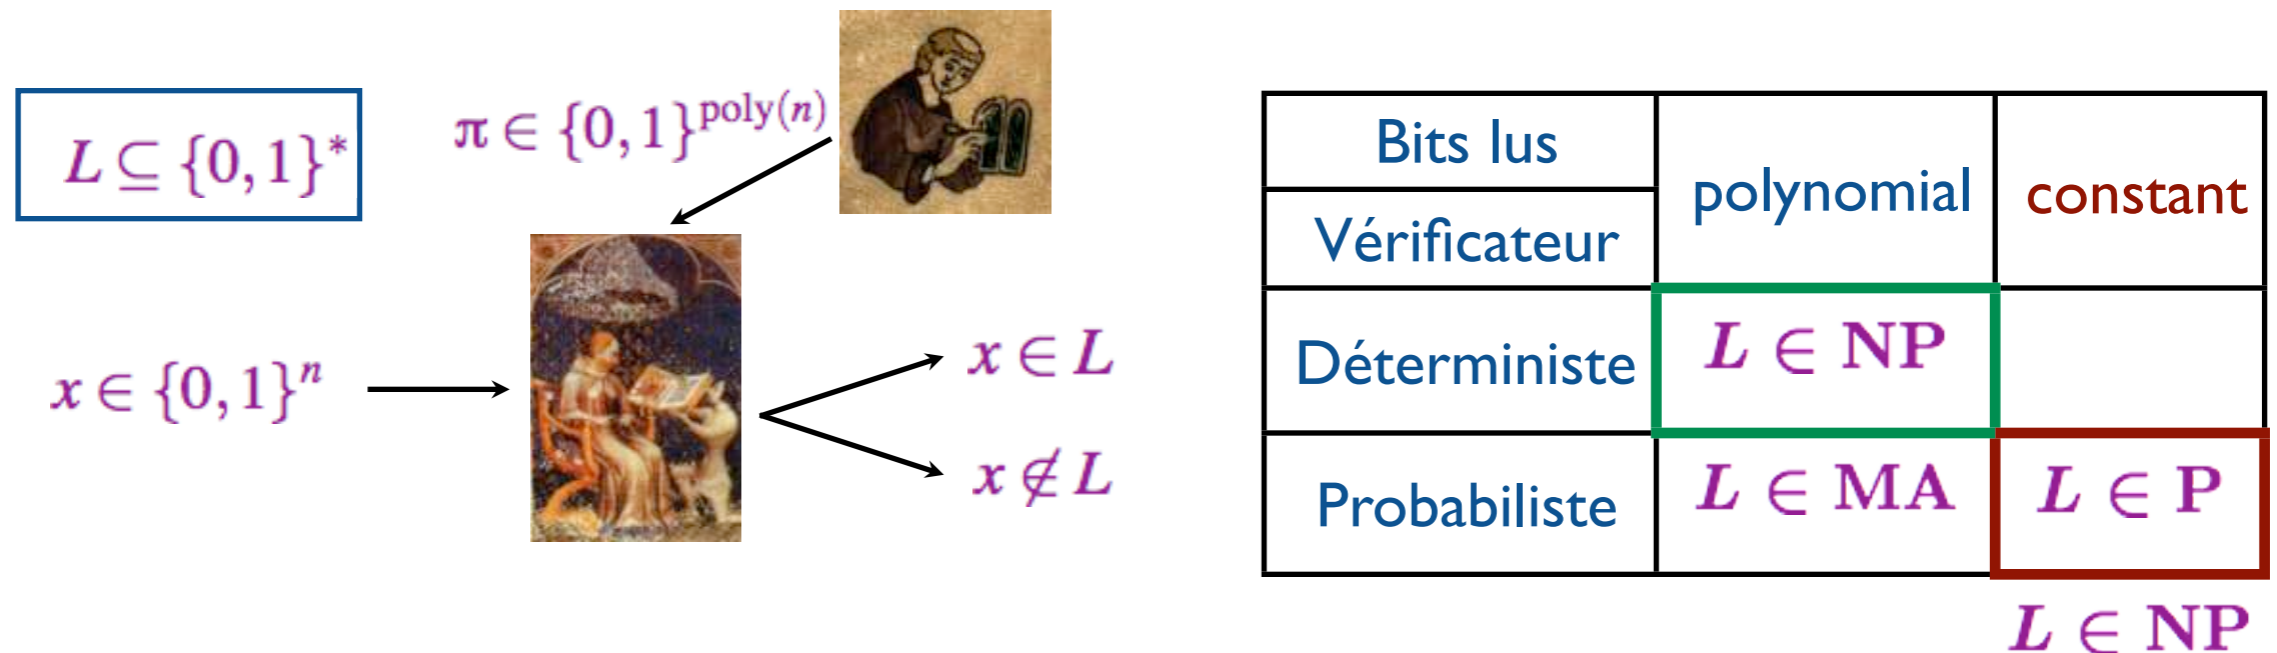 L ⊆ {0, 1}*
π ∈ {0, 1}^poly(n)
x ∈ {0, 1}^n
x ∈ L
x ∉ L
Bits lus
Vérificateur
polynomial
constant
Déterministe
L ∈ NP
Probabiliste
L ∈ MA
L ∈ P
L ∈ NP